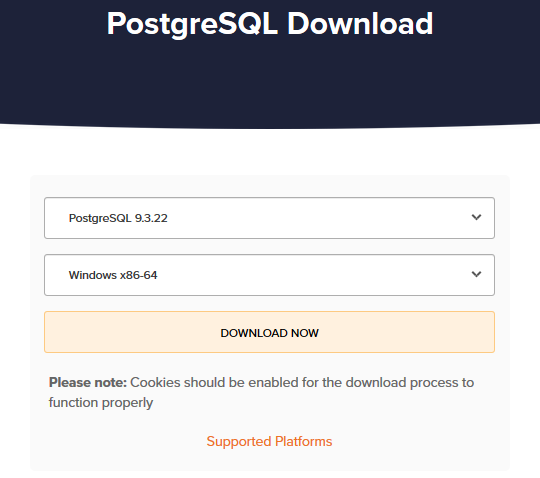 PostgreSQL Download
PostgreSQL 9.3.22
Windows x86-64
DOWNLOAD NOW
Please note: Cookies should be enabled for the download process to
function properly
Supported Platforms